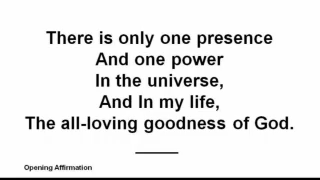 There is only one presence
And one power
In the universe,
And In my life,
The all-loving goodness of God.
Opening Affirmation